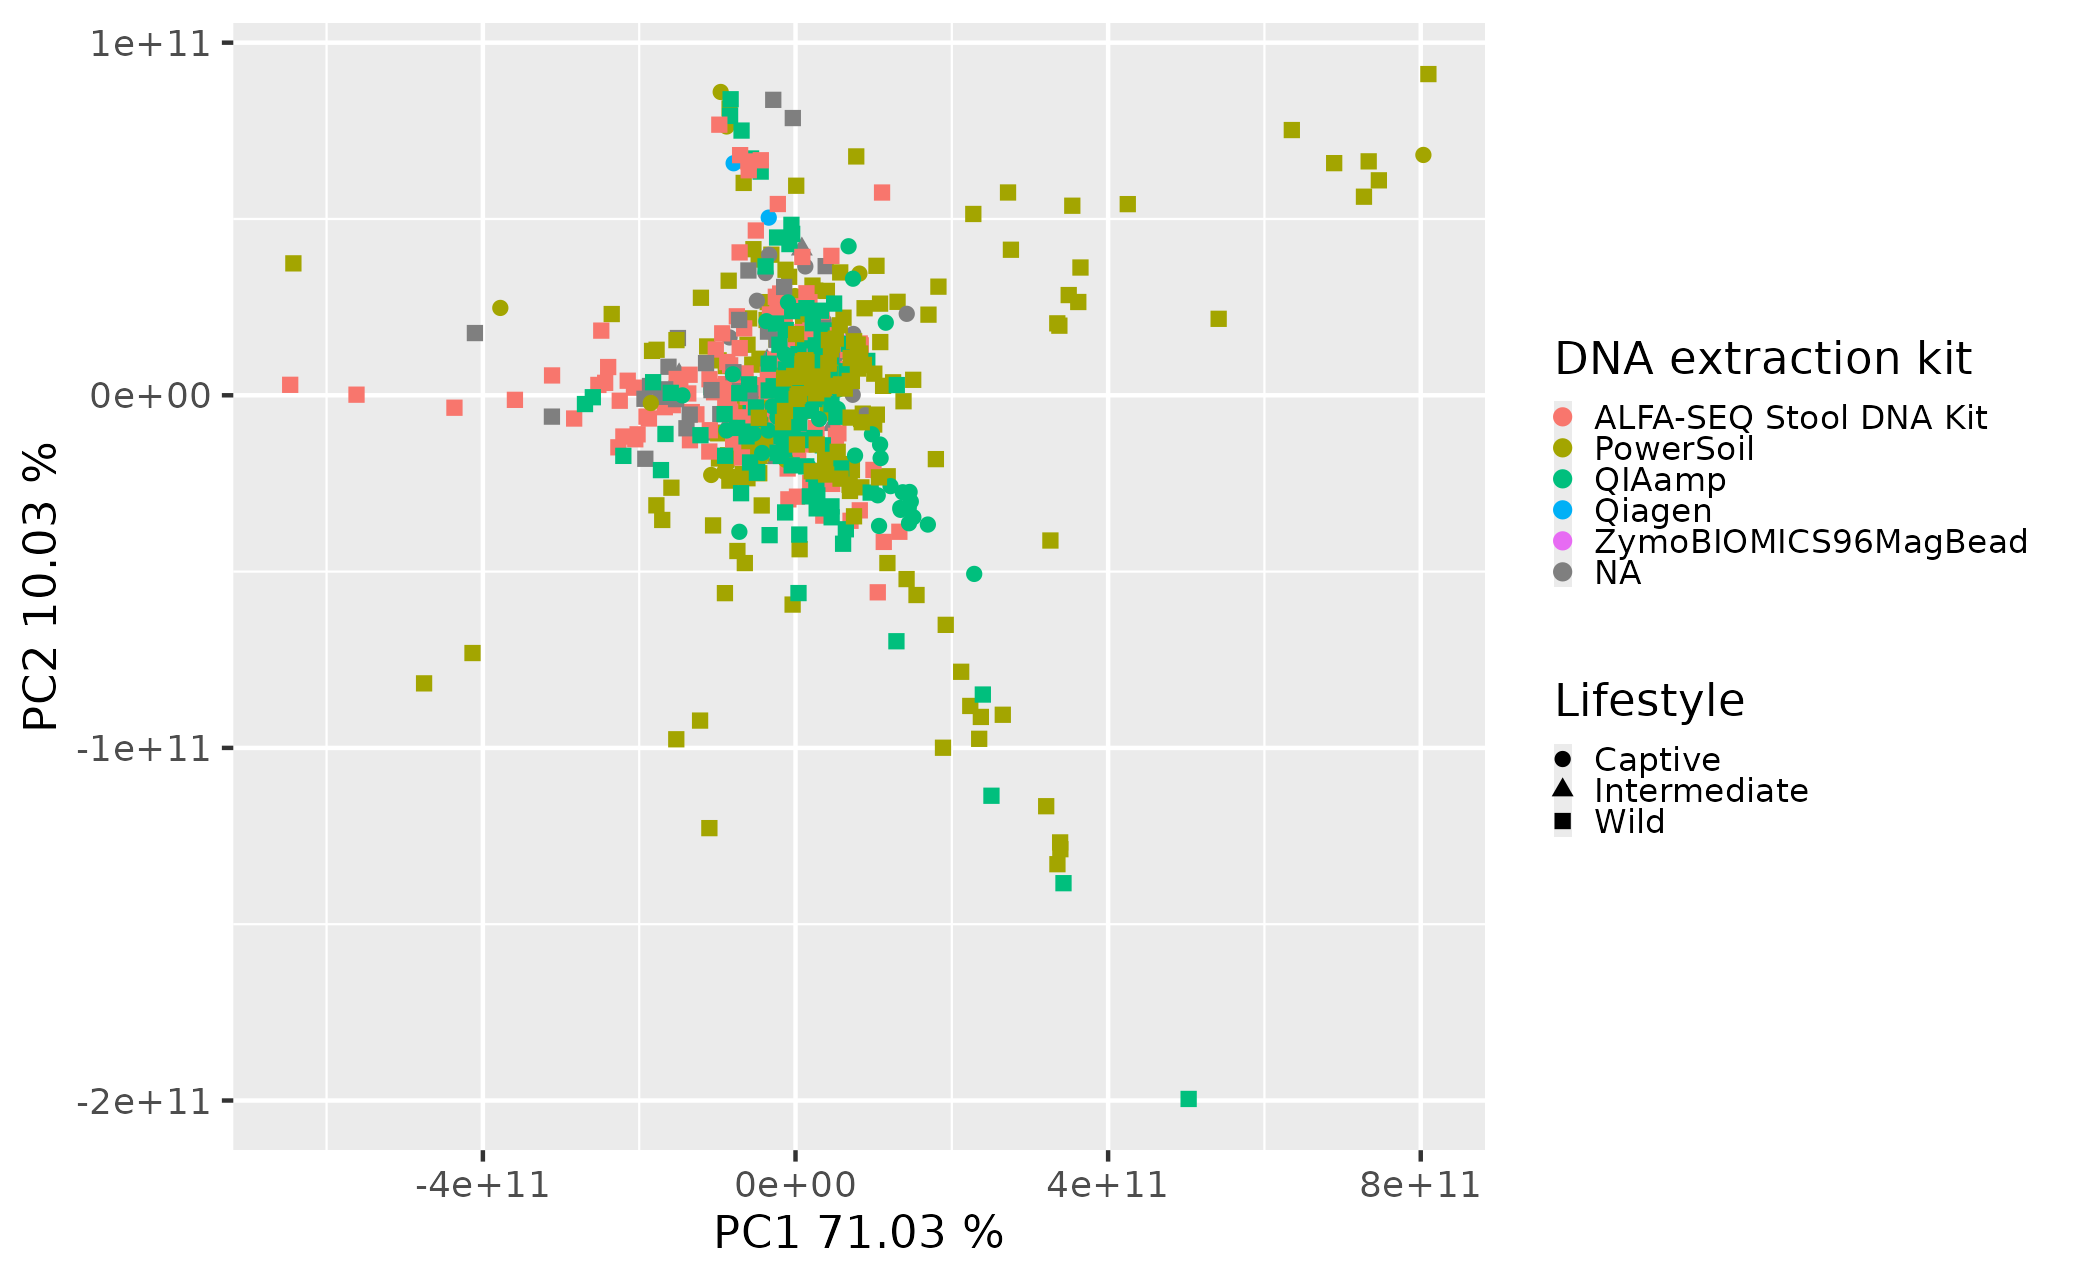 1e+11
0e+00
-1e+11
-2e+11
PC2 10.03 %
-4e+11
0e+00
4e+11
8e+11
PC1 71.03 %
DNA extraction kit
ALFA-SEQ Stool DNA Kit
PowerSoil
QIAamp
Qiagen
ZymoBIOMICS96MagBead
NA
Lifestyle
Captive
Intermediate
Wild